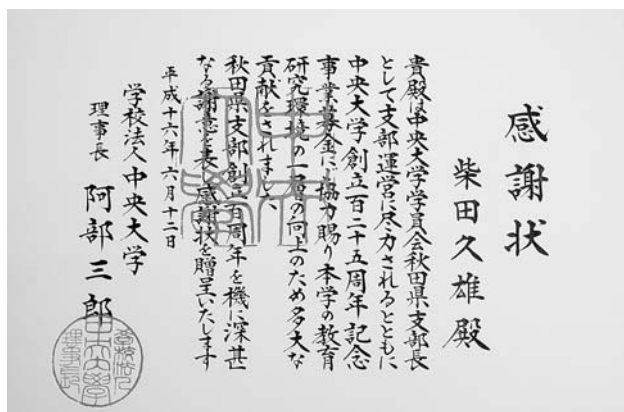 感謝状
柴田久雄殿
貴殿は中央大学学員会秋田県支部長
として支部運営に尽力されるとともに
中央大学創立百二十五周年記念
事業募金にご協力賜り本学の教育
研究環境の一層の向上のため多大な
貢献をされました
秋田県支部創立百周年を機に深甚
なる謝意を表し感謝状を贈呈いたします
平成十六年六月十二日
学校法人中央大学
理事長 阿部三郎